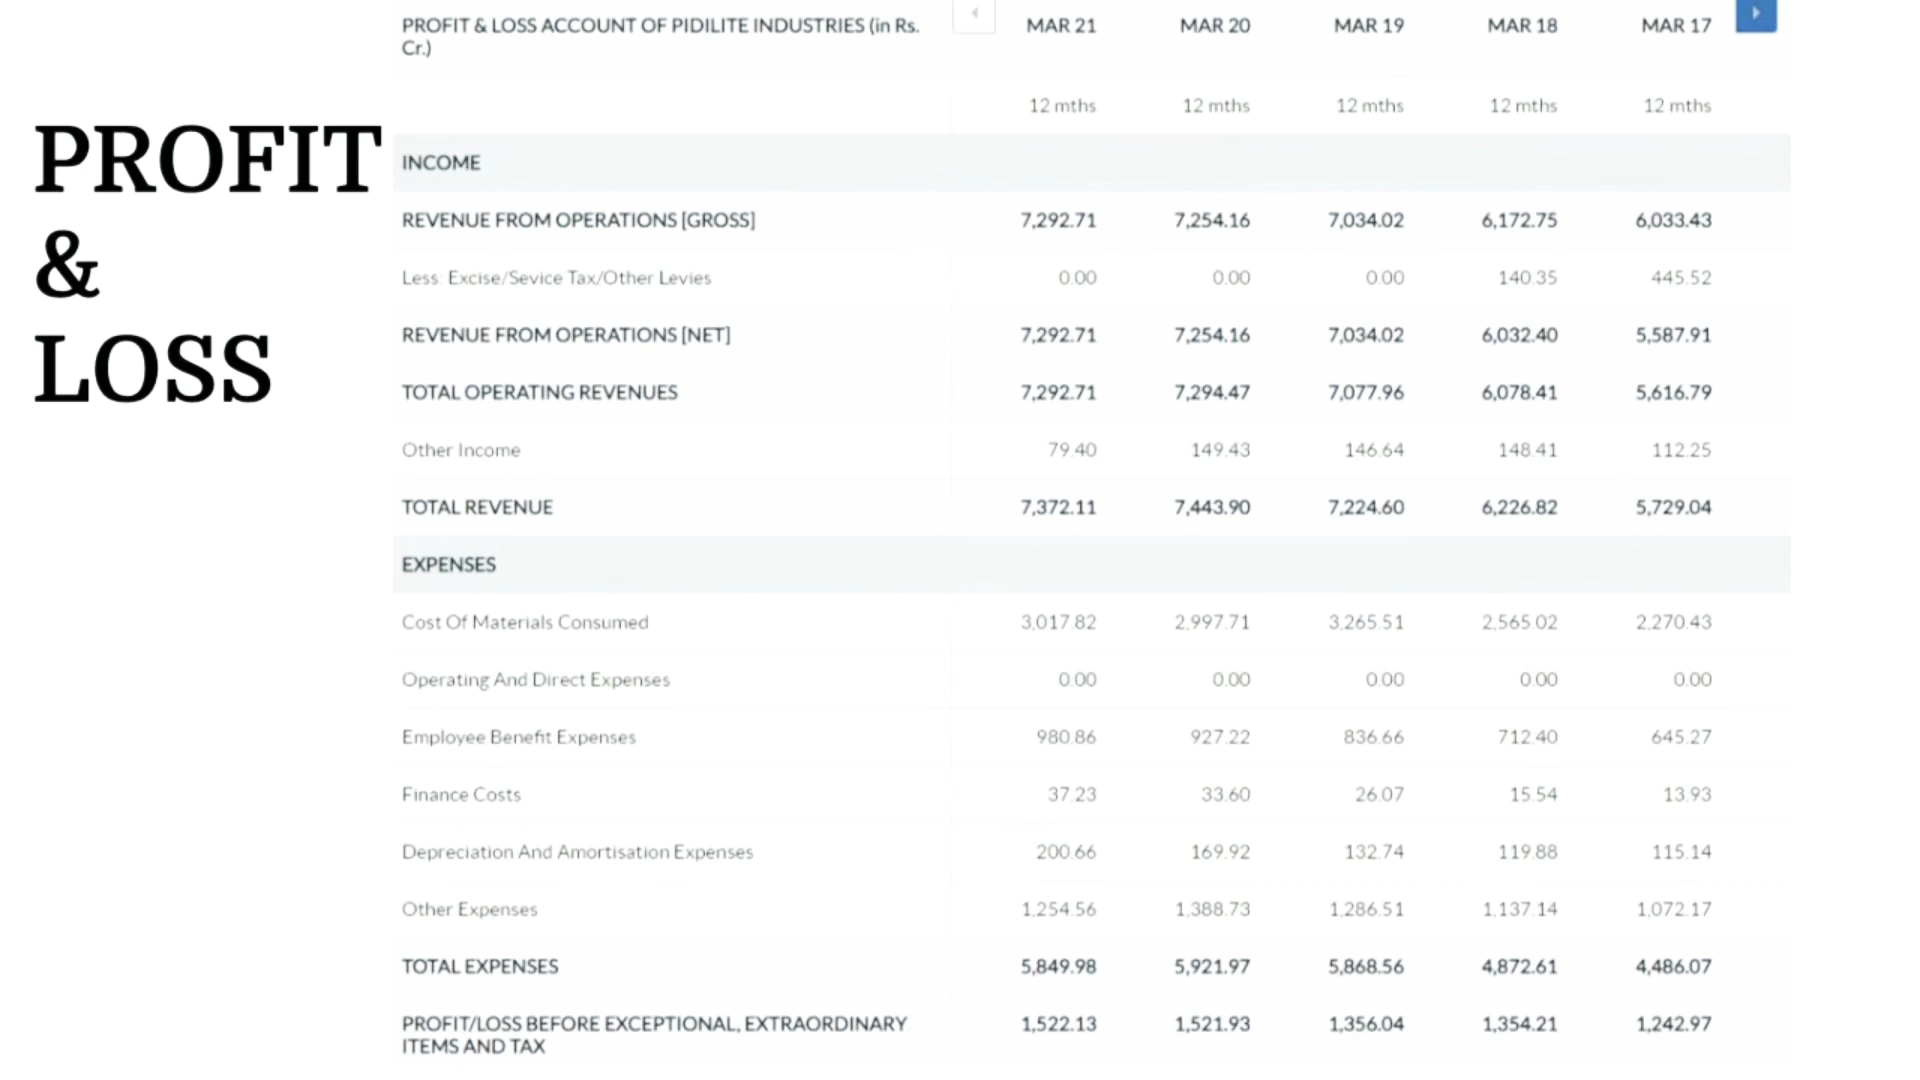 PROFIT
&
LOSS
PROFIT & LOSS ACCOUNT OF PIDILITE INDUSTRIES (in Rs. Cr.) MAR 21 MAR 20 MAR 19 MAR 18 MAR 17
12 mths 12 mths 12 mths 12 mths 12 mths
INCOME
REVENUE FROM OPERATIONS [GROSS] 7,292.71 7,254.16 7,034.02 6,172.75 6,033.43
Less: Excise/Sevice Tax/Other Levies 0.00 0.00 0.00 140.35 445.52
REVENUE FROM OPERATIONS [NET] 7,292.71 7,254.16 7,034.02 6,032.40 5,587.91
TOTAL OPERATING REVENUES 7,292.71 7,294.47 7,077.96 6,078.41 5,616.79
Other Income 79.40 149.43 146.64 148.41 112.25
TOTAL REVENUE 7,372.11 7,443.90 7,224.60 6,226.82 5,729.04
EXPENSES
Cost Of Materials Consumed 3,017.82 2,997.71 3,265.51 2,565.02 2,270.43
Operating And Direct Expenses 0.00 0.00 0.00 0.00 0.00
Employee Benefit Expenses 980.86 927.22 836.66 712.40 645.27
Finance Costs 37.23 33.60 26.07 15.54 13.93
Depreciation And Amortisation Expenses 200.66 169.92 132.74 119.88 115.14
Other Expenses 1,254.56 1,388.73 1,286.51 1,137.14 1,072.17
TOTAL EXPENSES 5,849.98 5,921.97 5,868.56 4,872.61 4,486.07
PROFIT/LOSS BEFORE EXCEPTIONAL, EXTRAORDINARY ITEMS AND TAX 1,522.13 1,521.93 1,356.04 1,354.21 1,242.97